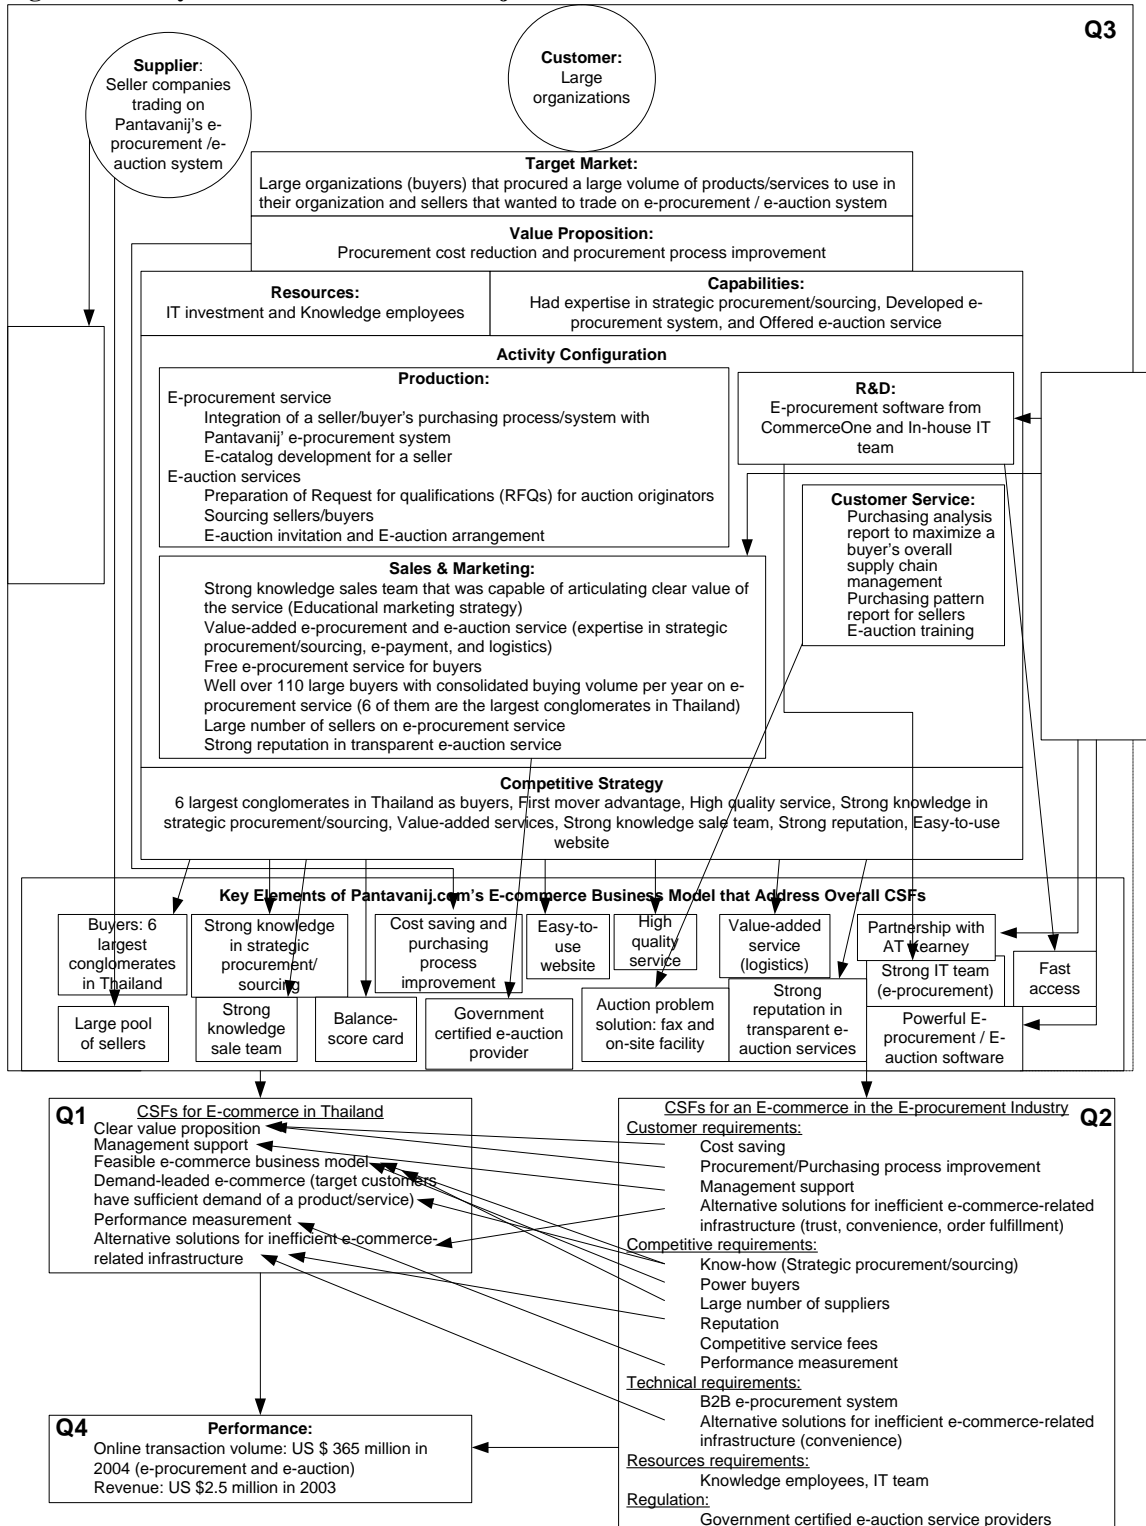 Q3
Supplier:
Seller companies
trading on
Pantavanij's e-
procurement /e-
auction system
Customer:
Large
organizations
Target Market:
Large organizations (buyers) that procured a large volume of products/services to use in
their organization and sellers that wanted to trade on e-procurement / e-auction system
Value Proposition:
Procurement cost reduction and procurement process improvement
Resources:
IT investment and Knowledge employees
Capabilities:
Had expertise in strategic procurement/sourcing, Developed e-
procurement system, and Offered e-auction service
Activity Configuration
Production:
E-procurement service
Integration of a seller/buyer's purchasing process/system with
Pantavanij' e-procurement system
E-catalog development for a seller
E-auction services
Preparation of Request for qualifications (RFQs) for auction originators
Sourcing sellers/buyers
E-auction invitation and E-auction arrangement
R&D:
E-procurement software from
CommerceOne and In-house IT
team
Customer Service:
Purchasing analysis
report to maximize a
buyer's overall
supply chain
management
Purchasing pattern
report for sellers
E-auction training
Sales & Marketing:
Strong knowledge sales team that was capable of articulating clear value of
the service (Educational marketing strategy)
Value-added e-procurement and e-auction service (expertise in strategic
procurement/sourcing, e-payment, and logistics)
Free e-procurement service for buyers
Well over 110 large buyers with consolidated buying volume per year on e-
procurement service (6 of them are the largest conglomerates in Thailand)
Large number of sellers on e-procurement service
Strong reputation in transparent e-auction service
Competitive Strategy
6 largest conglomerates in Thailand as buyers, First mover advantage, High quality service, Strong knowledge in
strategic procurement/sourcing, Value-added services, Strong knowledge sale team, Strong reputation, Easy-to-use
website
Key Elements of Pantavanij.com's E-commerce Business Model that Address Overall CSFs
Buyers: 6
largest
conglomerates
in Thailand
Strong knowledge
in strategic
procurement/
sourcing
Cost saving and
purchasing
process
improvement
Easy-to-
use
website
High
quality
service
Value-added
service
(logistics)
Partnership with
AT Kearney
Strong IT team
(e-procurement)
Fast
access
Large pool
of sellers
Strong
knowledge
sale team
Balance-
score card
Government
certified e-auction
provider
Auction problem
solution: fax and
on-site facility
Strong
reputation in
transparent e-
auction services
Powerful E-
procurement / E-
auction software
Q1
CSFs for E-commerce in Thailand
Clear value proposition
Management support
Feasible e-commerce business model
Demand-leaded e-commerce (target customers
have sufficient demand of a product/service)
Performance measurement
Alternative solutions for inefficient e-commerce-
related infrastructure
Q2
CSFs for an E-commerce in the E-procurement Industry
Customer requirements:
Cost saving
Procurement/Purchasing process improvement
Management support
Alternative solutions for inefficient e-commerce-related
infrastructure (trust, convenience, order fulfillment)
Competitive requirements:
Know-how (Strategic procurement/sourcing)
Power buyers
Large number of suppliers
Reputation
Competitive service fees
Performance measurement
Technical requirements:
B2B e-procurement system
Alternative solutions for inefficient e-commerce-related
infrastructure (convenience)
Resources requirements:
Knowledge employees, IT team
Regulation:
Government certified e-auction service providers
Q4
Performance:
Online transaction volume: US $ 365 million in
2004 (e-procurement and e-auction)
Revenue: US $2.5 million in 2003